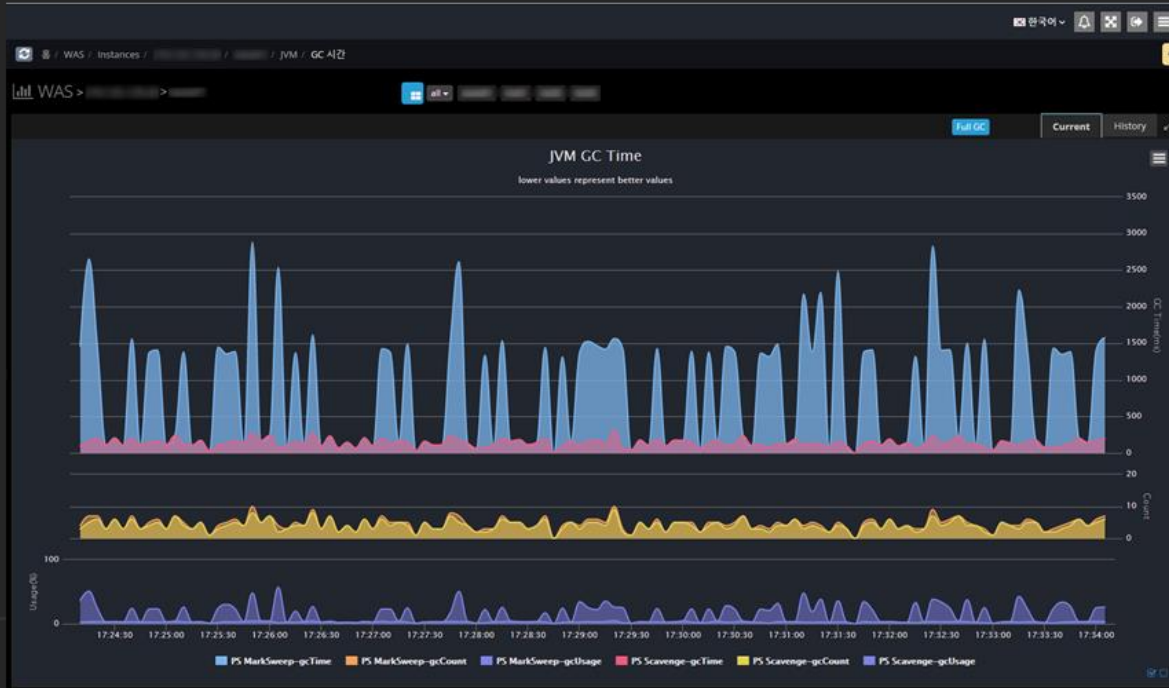 한국어
홈 / WAS / Instances / / / JVM / GC 시간
WAS > >
all
Full GC
Current
History
JVM GC Time
lower values represent better values
3500
3000
2500
2000
1500
1000
500
0
GC Time(ms)
20
10
0
Count
100
0
Usage(%)
17:24:30 17:25:00 17:25:30 17:26:00 17:26:30 17:27:00 17:27:30 17:28:00 17:28:30 17:29:00 17:29:30 17:30:00 17:30:30 17:31:00 17:31:30 17:32:00 17:32:30 17:33:00 17:33:30 17:34:00
PS MarkSweep-gcTime PS MarkSweep-gcCount PS MarkSweep-gcUsage PS Scavenge-gcTime PS Scavenge-gcCount PS Scavenge-gcUsage